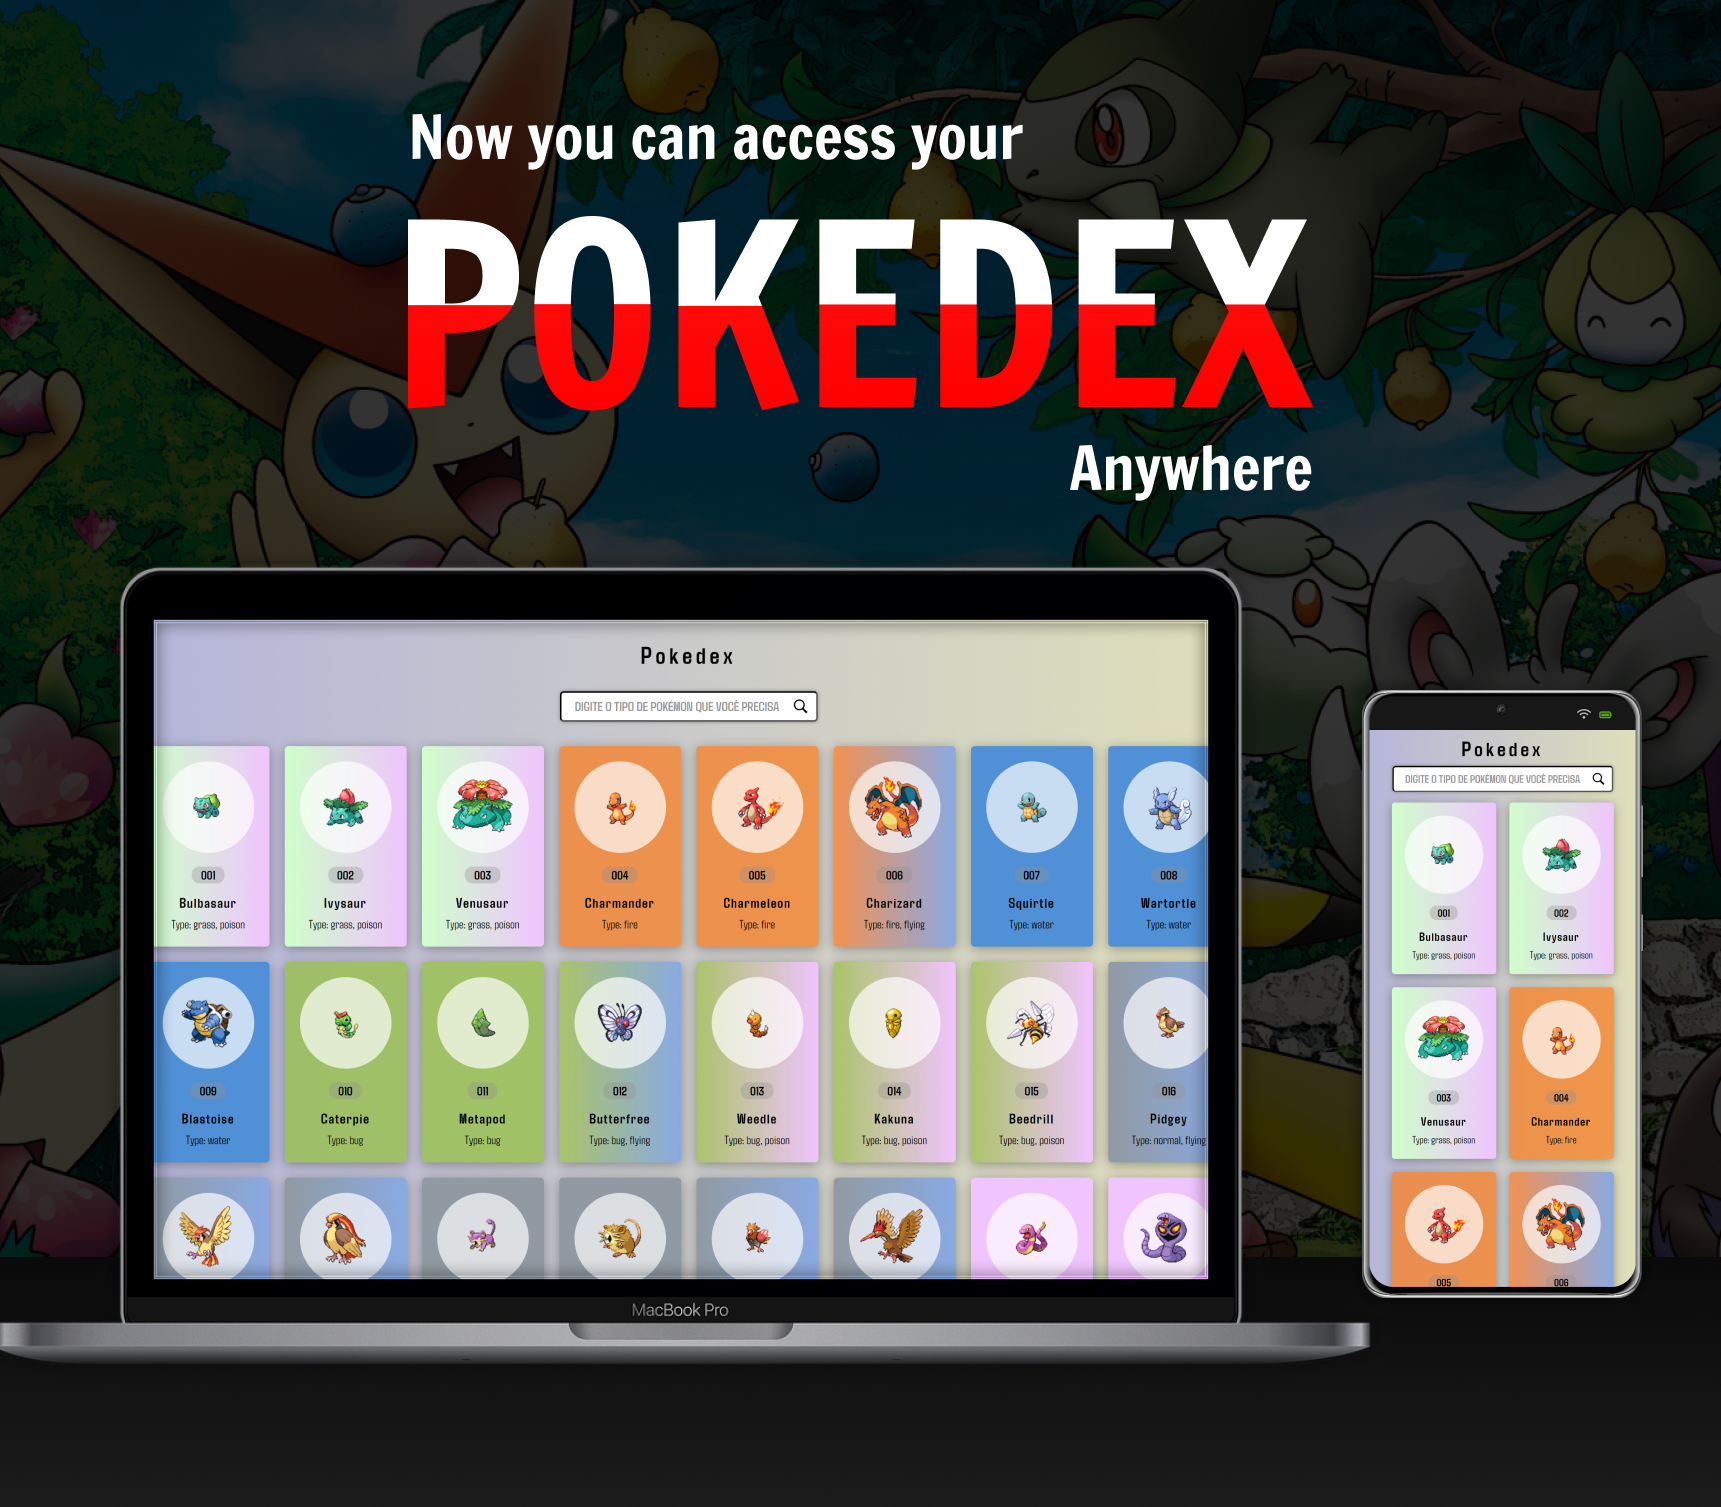 Now you can access your
POKEDEX
Anywhere
Pokedex
DIGITE O TIPO DE POKÉMON QUE VOCÊ PRECISA
001 002 003 004 005 006 007 008
Bulbasaur Ivysaur Venusaur Charmander Charmeleon Charizard Squirtle Wartortle
Type: grass, poison Type: grass, poison Type: grass, poison Type: fire Type: fire Type: fire, flying Type: water Type: water
009 010 011 012 013 014 015 016
Blastoise Caterpie Metapod Butterfree Weedle Kakuna Beedrill Pidgey
Type: water Type: bug Type: bug Type: bug, flying Type: bug, poison Type: bug, poison Type: bug, poison Type: normal, flying
MacBook Pro
Pokedex
DIGITE O TIPO DE POKÉMON QUE VOCÊ PRECISA
001 002
Bulbasaur Ivysaur
Type: grass, poison Type: grass, poison
003 004
Venusaur Charmander
Type: grass, poison Type: fire
005 006